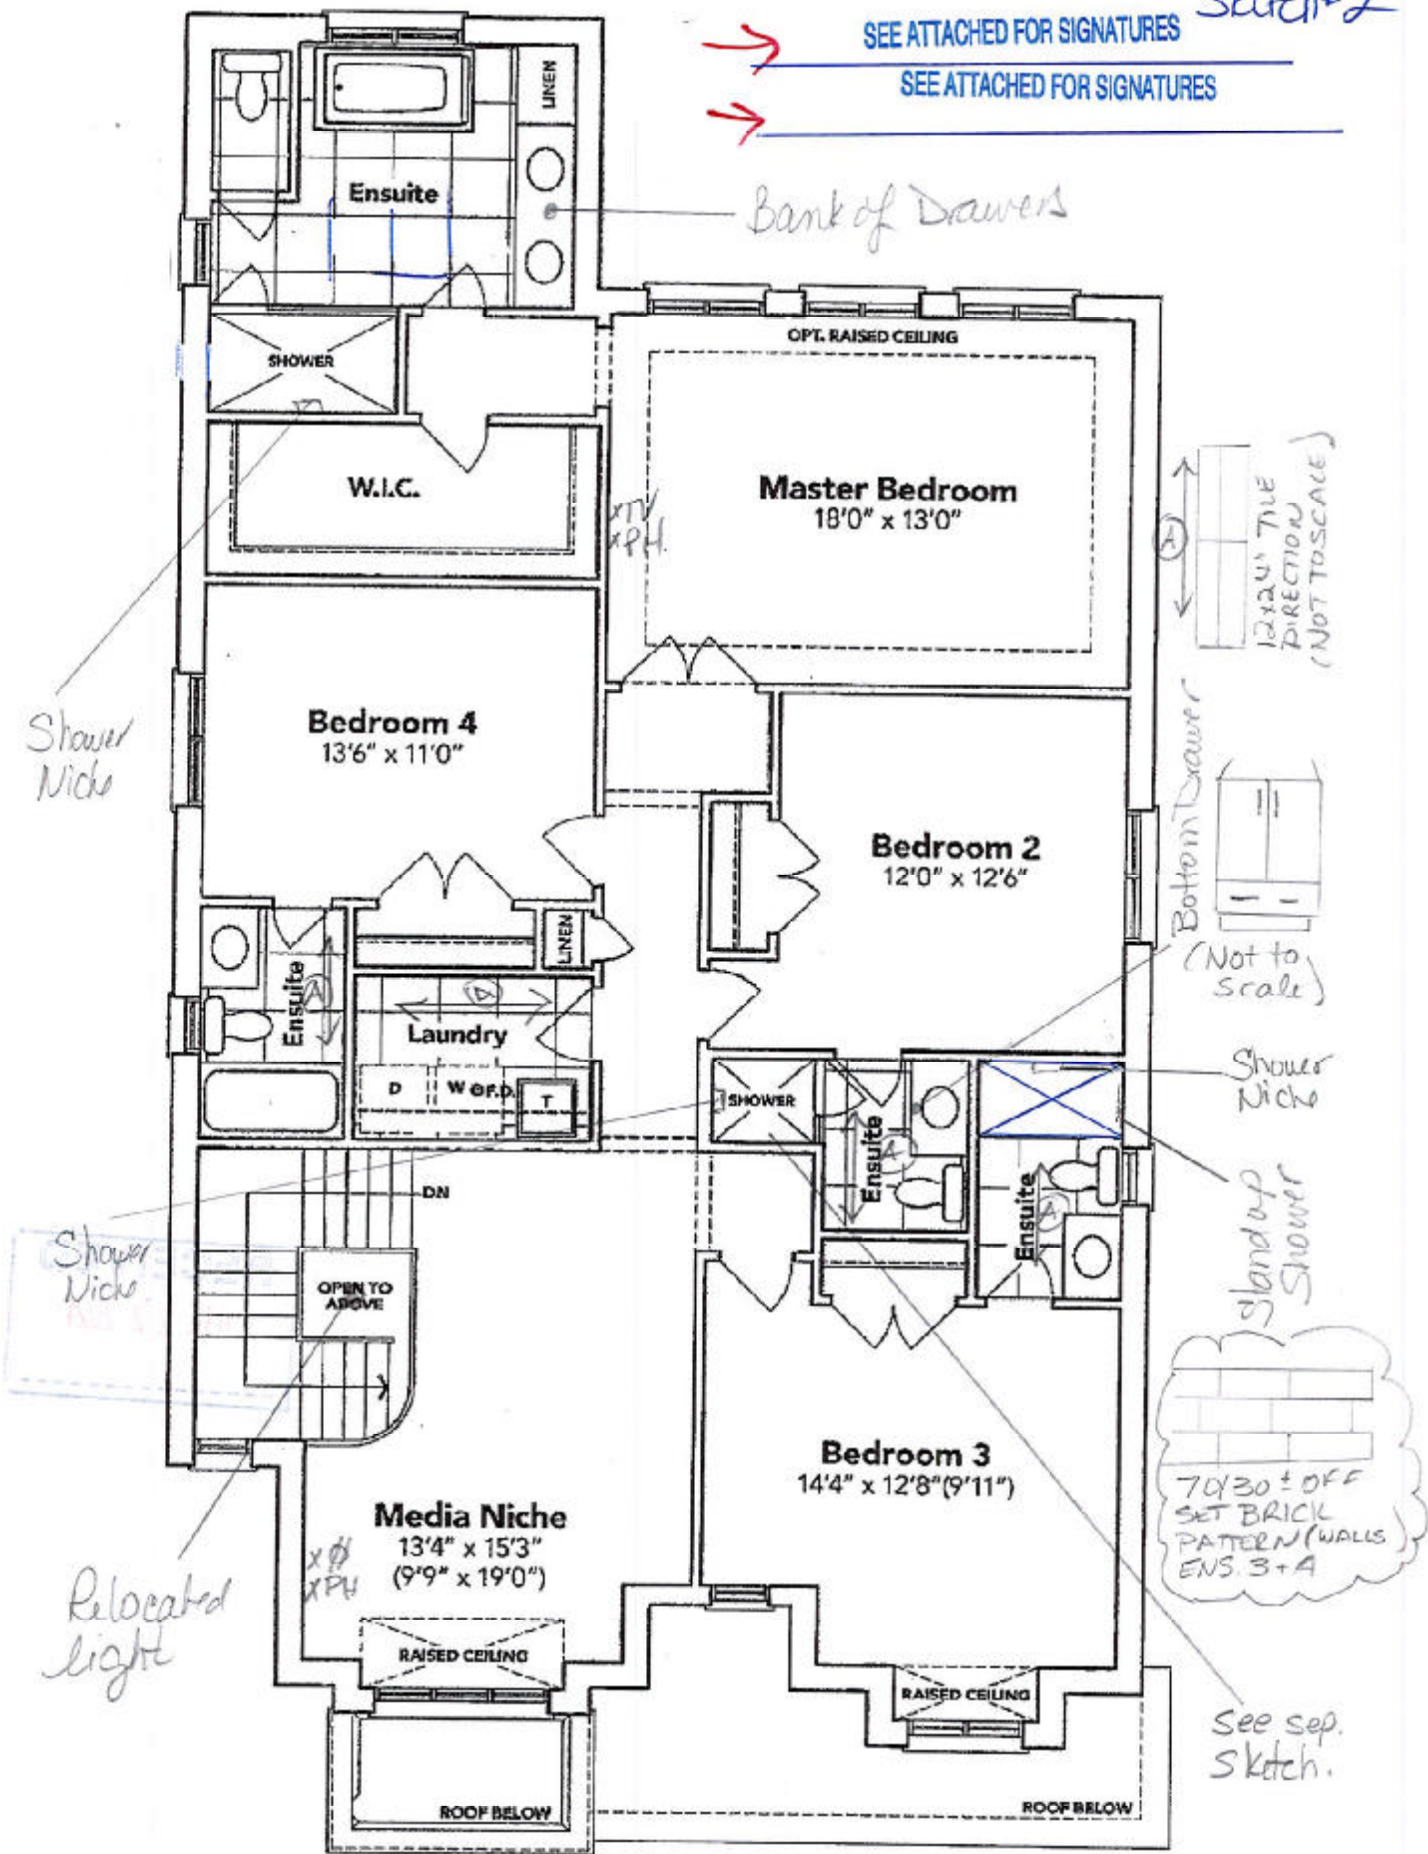 Sketch 2
SEE ATTACHED FOR SIGNATURES
SEE ATTACHED FOR SIGNATURES
LINEN
Ensuite
Bank of Drawers
OPT. RAISED CEILING
SHOWER
W.I.C.
Master Bedroom
18'0" x 13'0"
xTV
xPH.
A
12x24" TILE
DIRECTION
(NOT TO SCALE)
Shower
Niche
Bedroom 4
13'6" x 11'0"
Bottom Drawer
(Not to
Scale)
Bedroom 2
12'0" x 12'6"
LINEN
Ensuite
A
A
Laundry
D
W
F.D.
T
SHOWER
Ensuite
A
Ensuite
A
Shower
Niche
Stand up
Shower
DN
Shower
Niche
OPEN TO
ABOVE
Bedroom 3
14'4" x 12'8"(9'11")
70/30 ± OFF
SET BRICK
PATTERN (WALLS
ENS. 3+4
Media Niche
13'4" x 15'3"
(9'9" x 19'0")
xPH
Relocated
light
RAISED CEILING
RAISED CEILING
See sep.
Sketch.
ROOF BELOW
ROOF BELOW